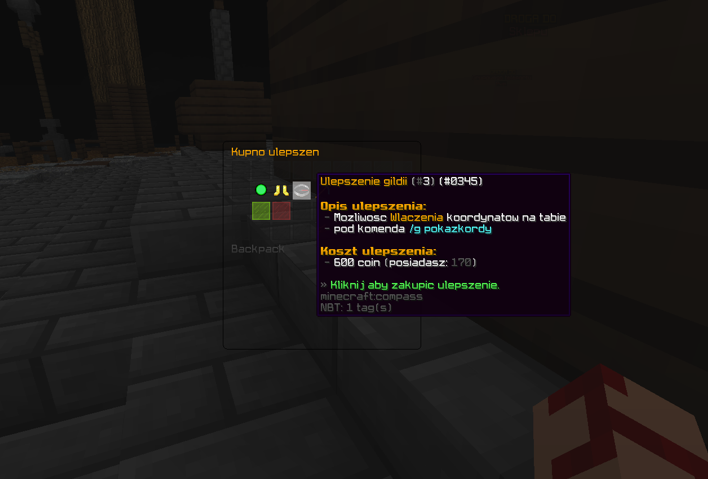 Kupno ulepszen
Ulepszenie gildii (#3) (#0345)
Opis ulepszenia:
- Mozliwosc Wlaczenia koordynatow na tabie
- pod komenda /g pokazkordy
Koszt ulepszenia:
- 600 coin (posiadasz: 170)
» Kliknij aby zakupic ulepszenie.
minecraft:compass
NBT: 1 tag(s)
Backpack